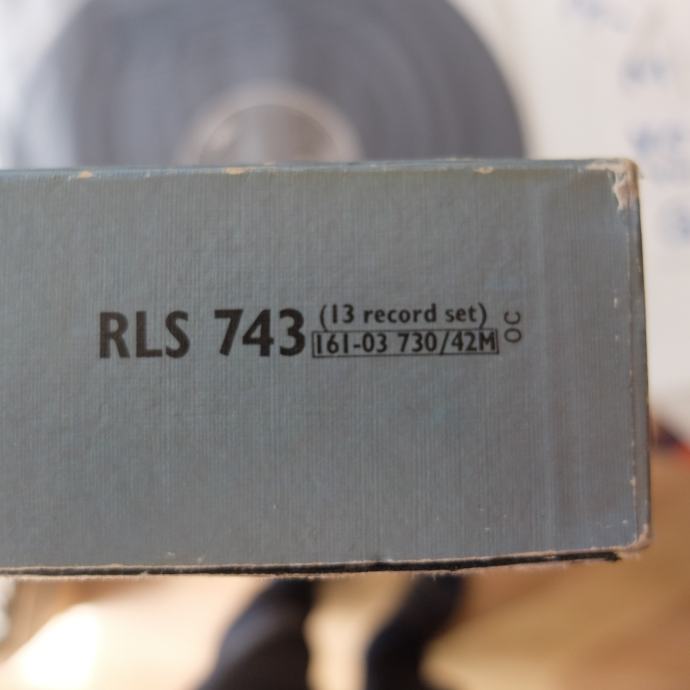 RLS 743 (13 record set)
161-03 730/42M
OC